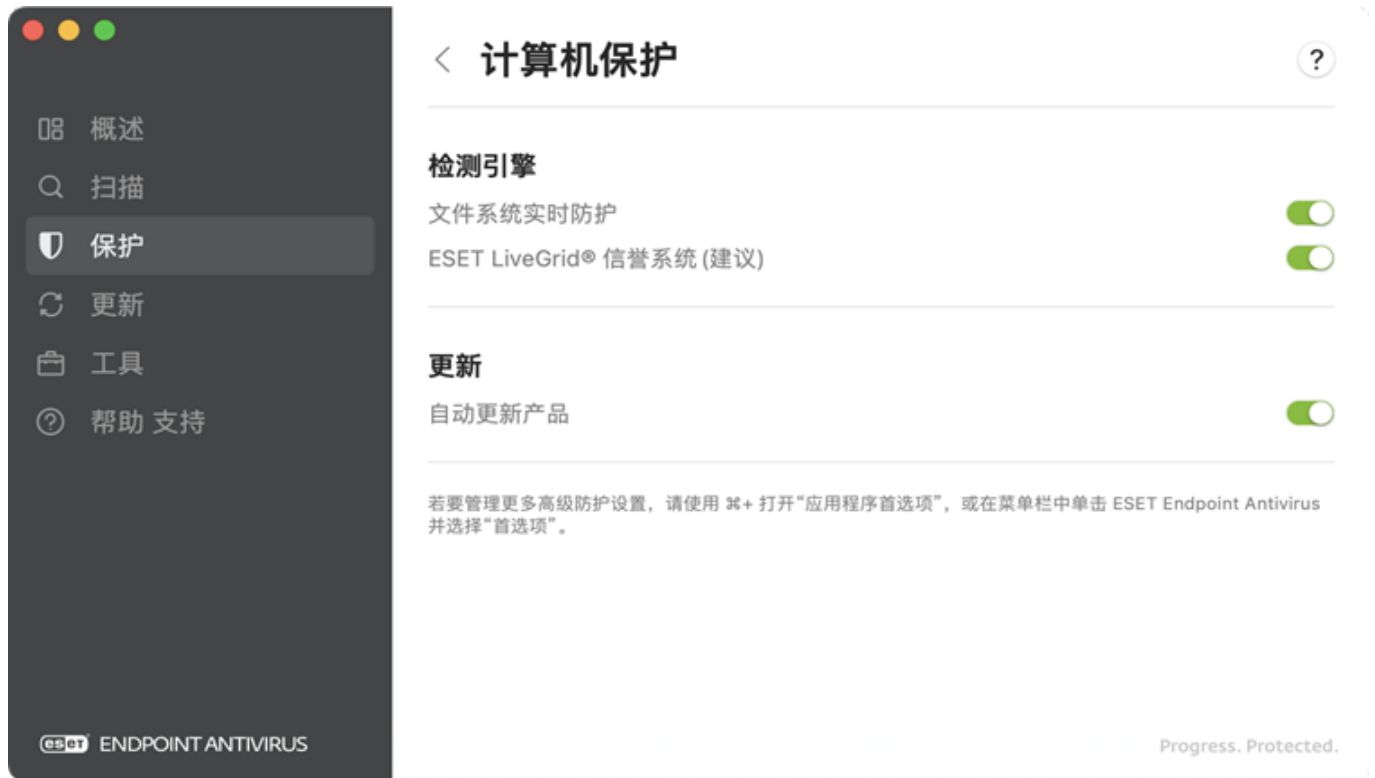 计算机保护
?
概述
扫描
保护
更新
工具
帮助 支持
检测引擎
文件系统实时防护
ESET LiveGrid® 信誉系统 (建议)
更新
自动更新产品
若要管理更多高级防护设置，请使用 ⌘+ 打开“应用程序首选项”，或在菜单栏中单击 ESET Endpoint Antivirus
并选择“首选项”。
eset ENDPOINT ANTIVIRUS
Progress. Protected.